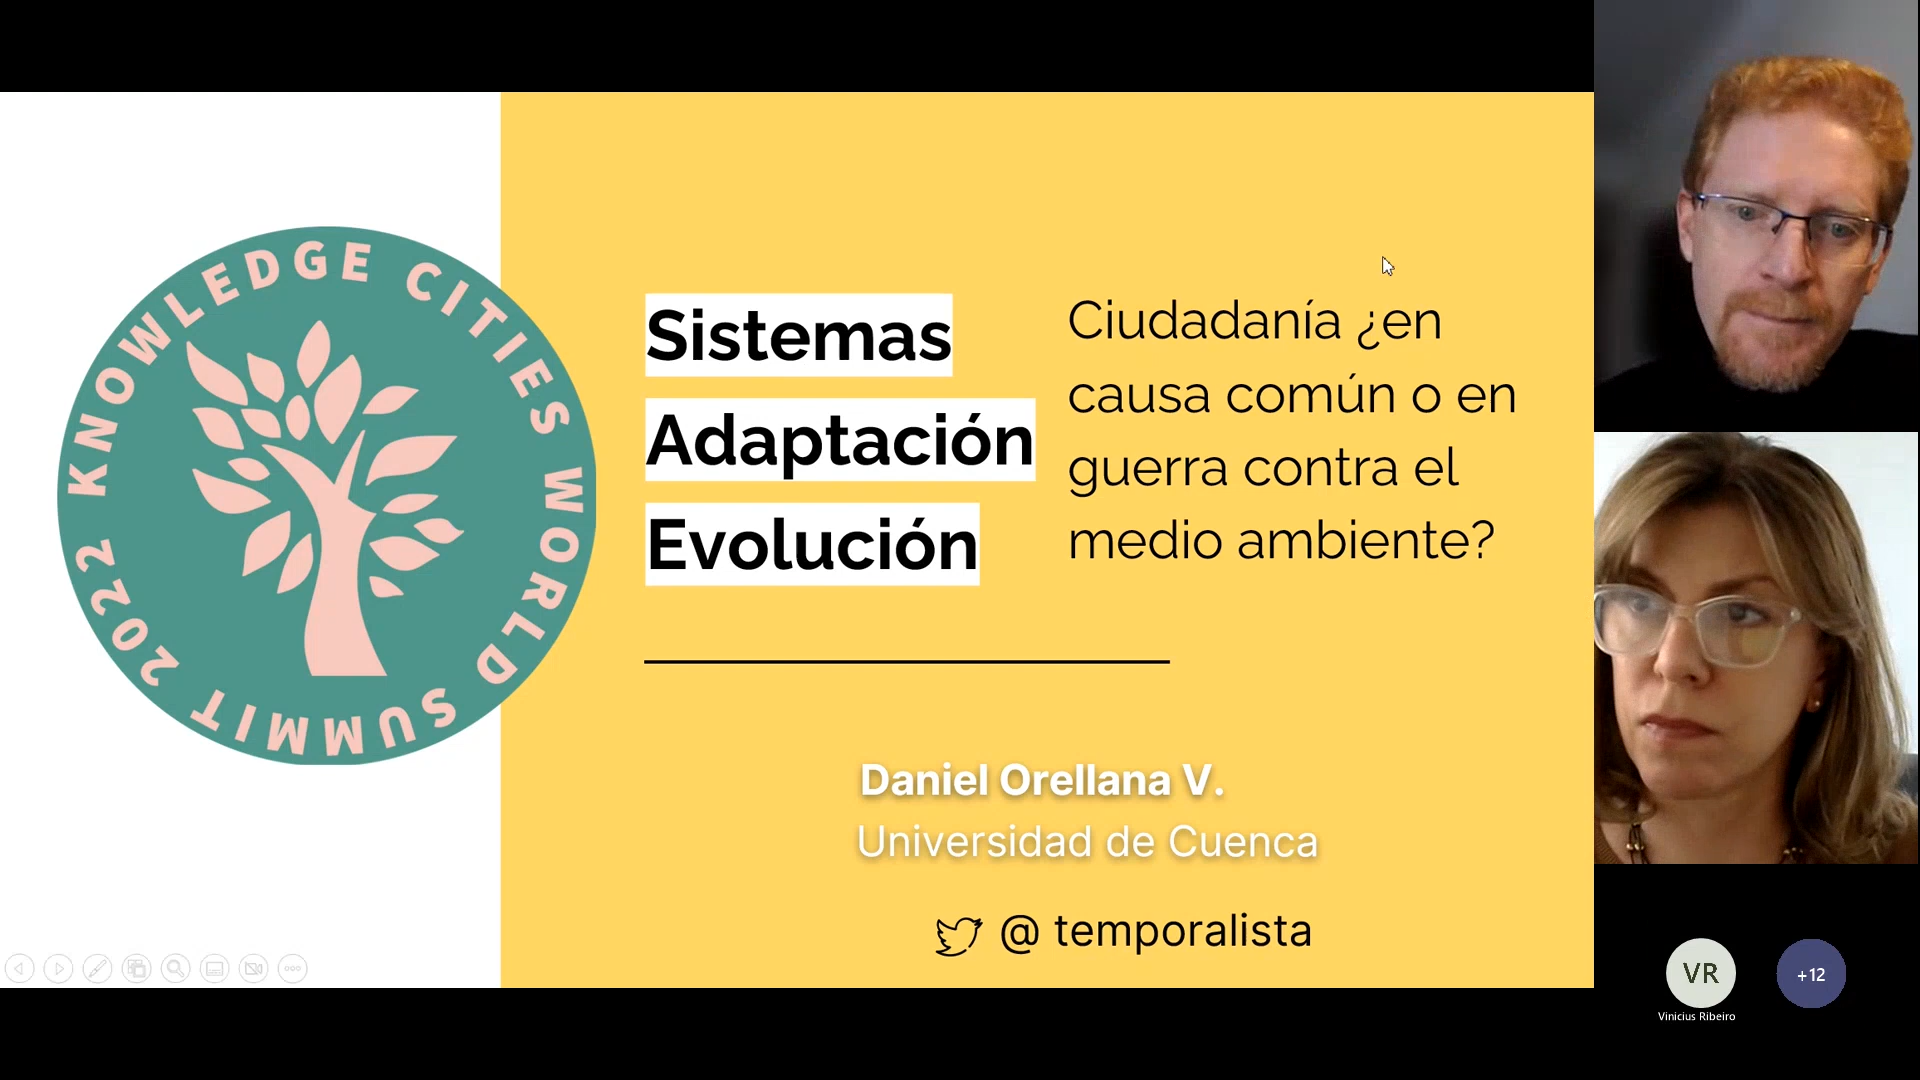 KNOWLEDGE CITIES WORLD SUMMIT 2022
Sistemas
Adaptación
Evolución
Ciudadanía ¿en
causa común o en
guerra contra el
medio ambiente?
Daniel Orellana V.
Universidad de Cuenca
@ temporalista
VR
+12
Vinicius Ribeiro